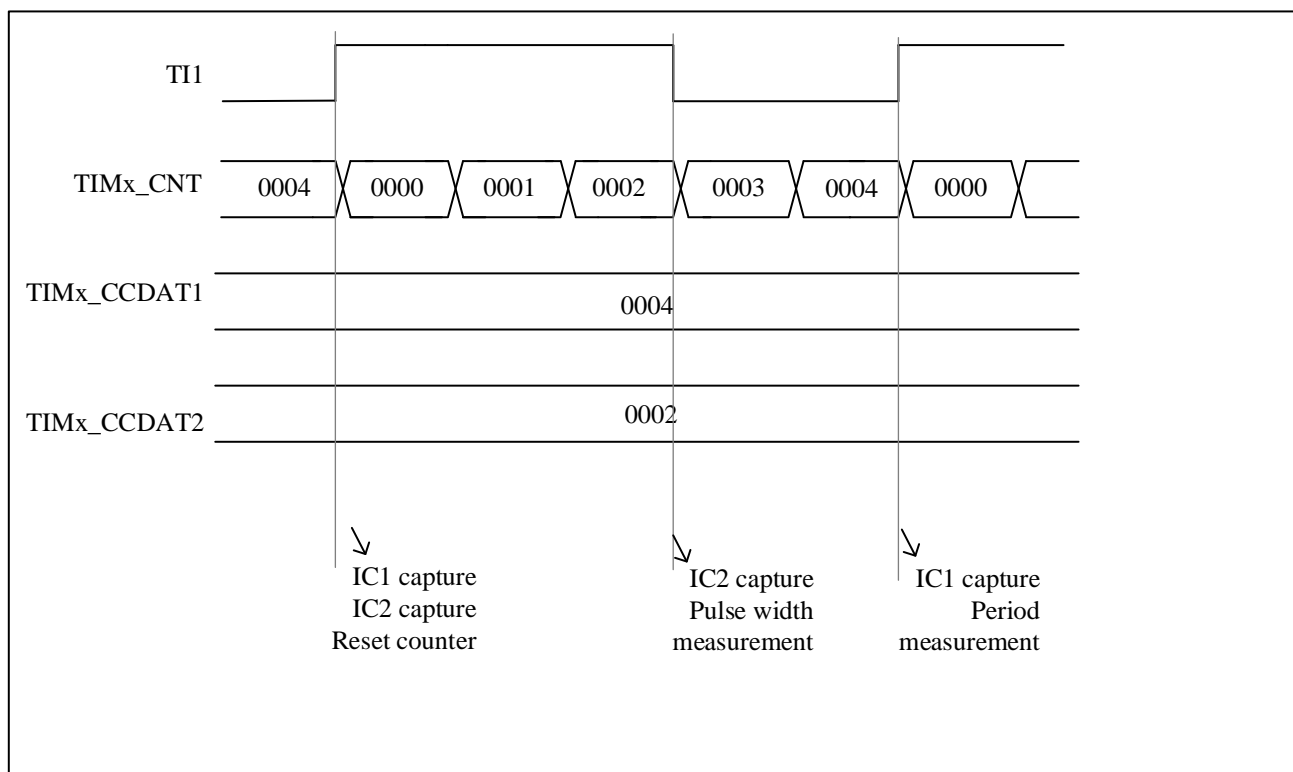 TI1
TIMx_CNT
0004
0000
0001
0002
0003
0004
0000
TIMx_CCDAT1
0004
TIMx_CCDAT2
0002
IC1 capture
IC2 capture
Reset counter
IC2 capture
Pulse width
measurement
IC1 capture
Period
measurement